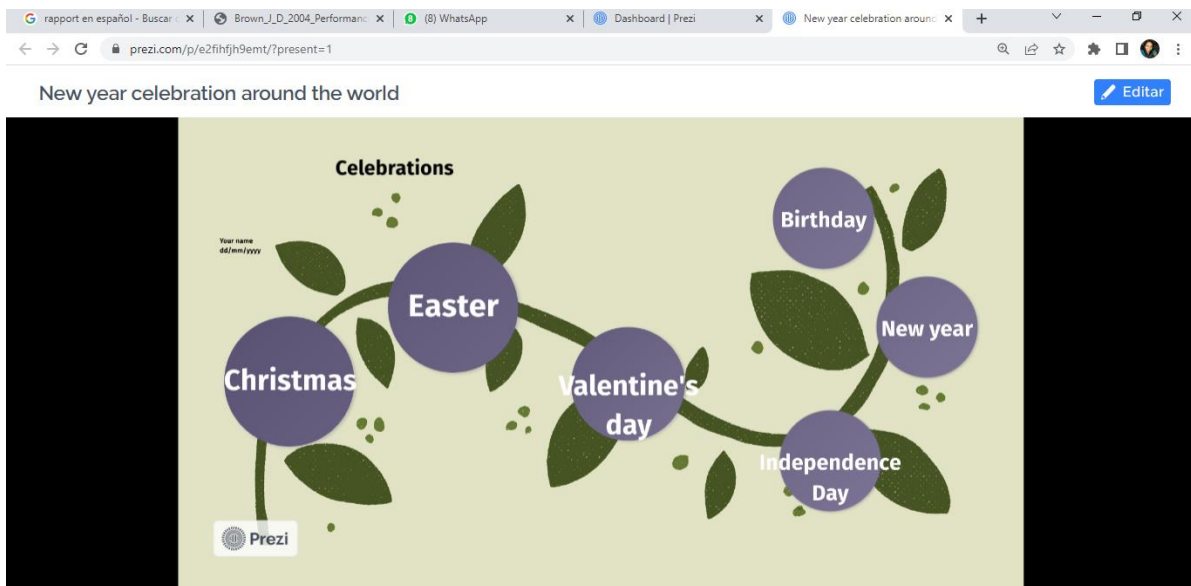 rapport en español - Buscar c
Brown_J_D_2004_Performanc
(8) WhatsApp
Dashboard | Prezi
New year celebration around
prezi.com/p/e2fihfjh9emt/?present=1
New year celebration around the world
Editar
Celebrations
Your name
dd/mm/yyyy
Christmas
Easter
Valentine's
day
Independence
Day
New year
Birthday
Prezi